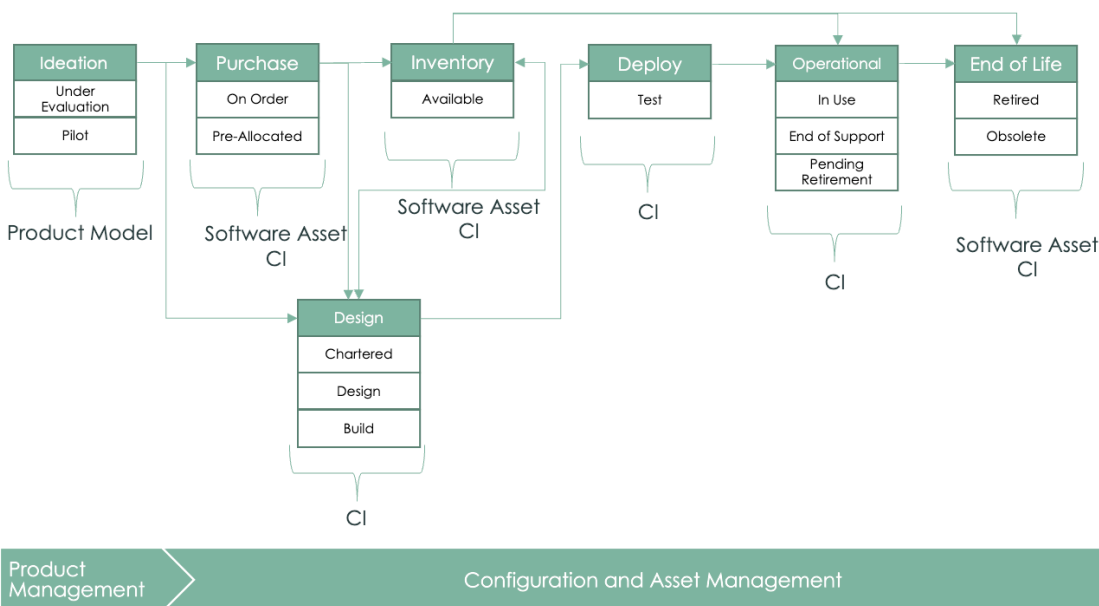 Ideation
Under
Evaluation
Pilot
Product Model
Purchase
On Order
Pre-Allocated
Software Asset
CI
Inventory
Available
Software Asset
CI
Deploy
Test
CI
Operational
In Use
End of Support
Pending
Retirement
CI
End of Life
Retired
Obsolete
Software Asset
CI
Design
Chartered
Design
Build
CI
Product
Management
Configuration and Asset Management